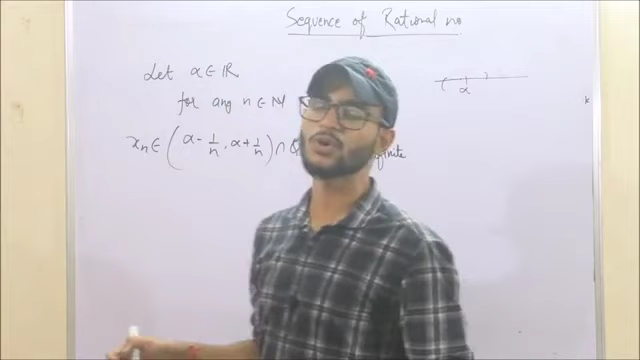 Sequence of Rational no
Let α ∈ ℝ
for any n ∈ ℕ
α
xₙ ∈ (α - 1/n, α + 1/n) ∩